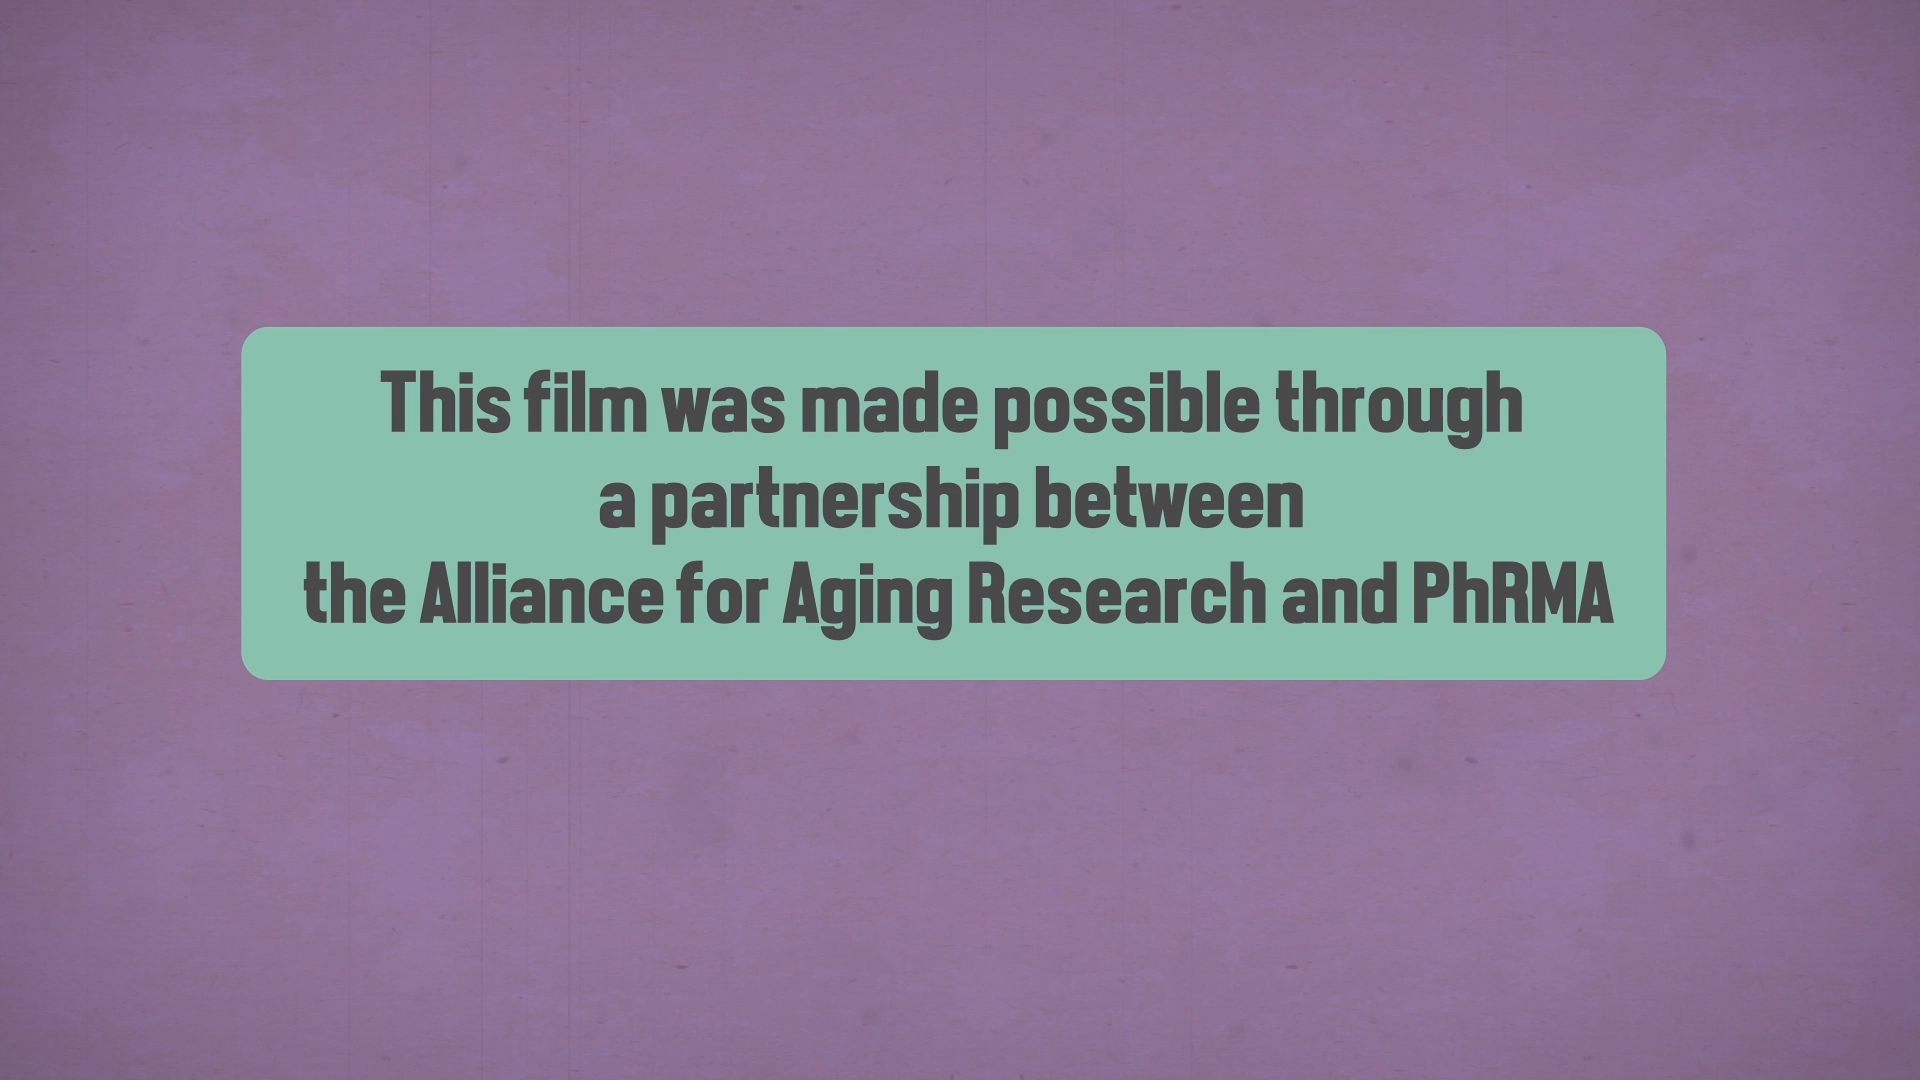 This film was made possible through
a partnership between
the Alliance for Aging Research and PhRMA